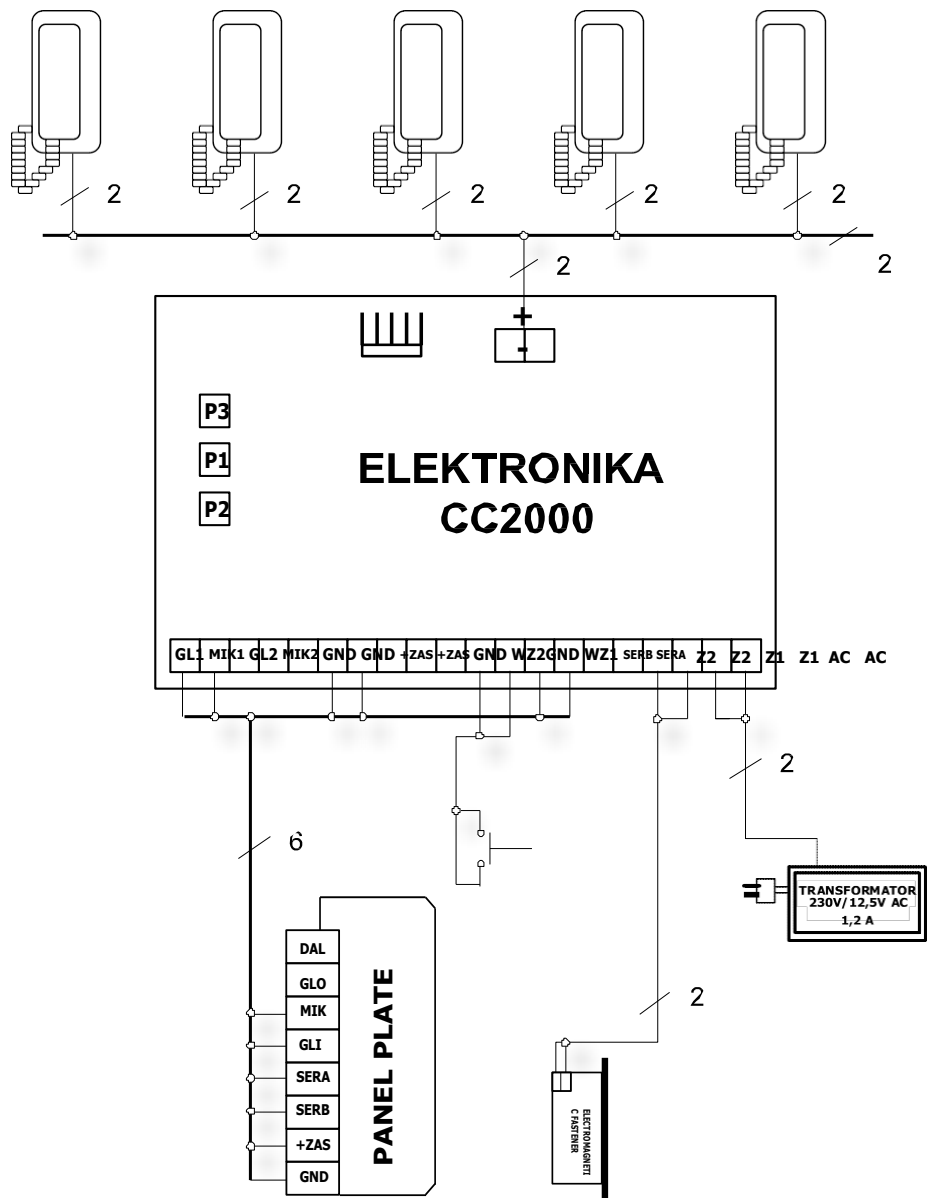 2 2 2 2 2
2 2
+
-
P3
P1
P2
ELEKTRONIKA
CC2000
GL1 MIK1 GL2 MIK2 GND GND +ZAS +ZAS GND WZ2 GND WZ1 SERB SERA Z2 Z2 Z1 Z1 AC AC
2
6
TRANSFORMATOR
230V/12,5V AC
1,2 A
DAL
GLO
MIK
GLI
SERA
SERB
+ZAS
GND
PANEL PLATE
2
ELECTROMAGNETI
C FASTENER